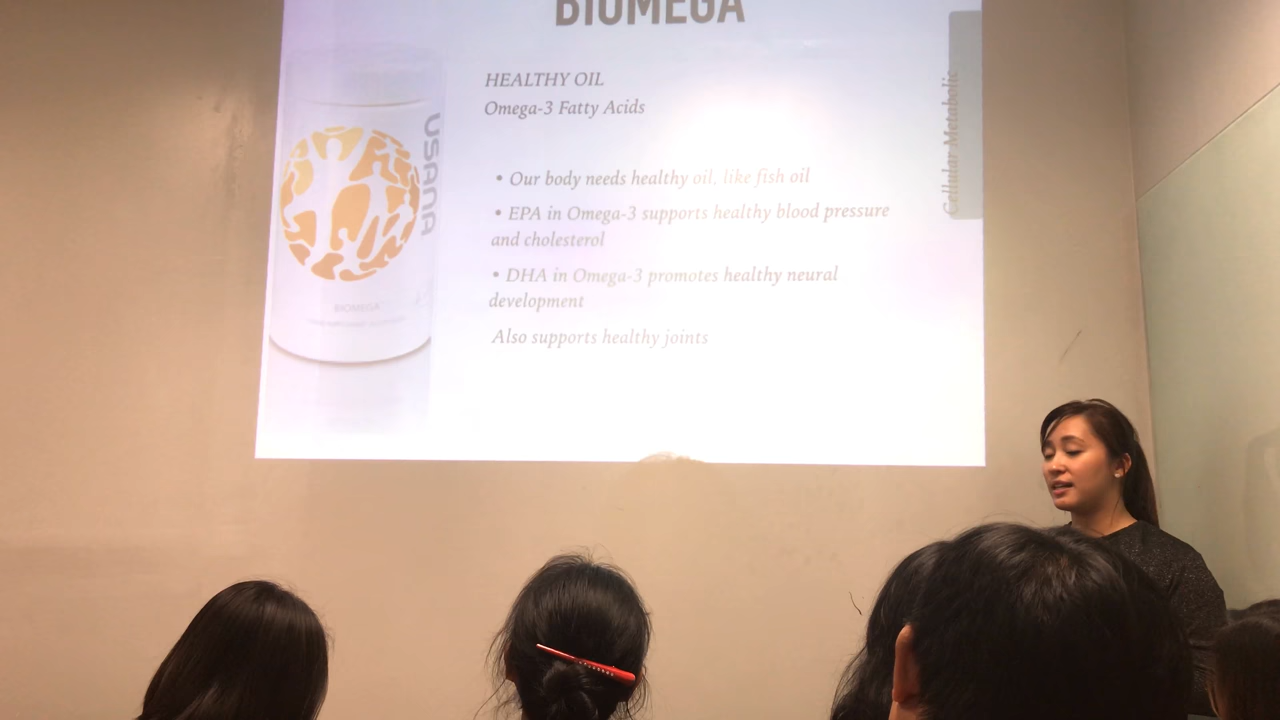 BIOMEGA
HEALTHY OIL
Omega-3 Fatty Acids
• Our body needs healthy oil, like fish oil
• EPA in Omega-3 supports healthy blood pressure
and cholesterol
• DHA in Omega-3 promotes healthy neural
development
Also supports healthy joints
Cellular Metabolic
USANA
BIOMEGA